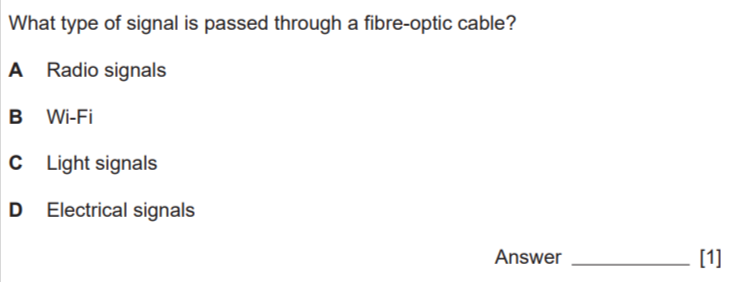 What type of signal is passed through a fibre-optic cable?
A Radio signals
B Wi-Fi
C Light signals
D Electrical signals
Answer __________ [1]